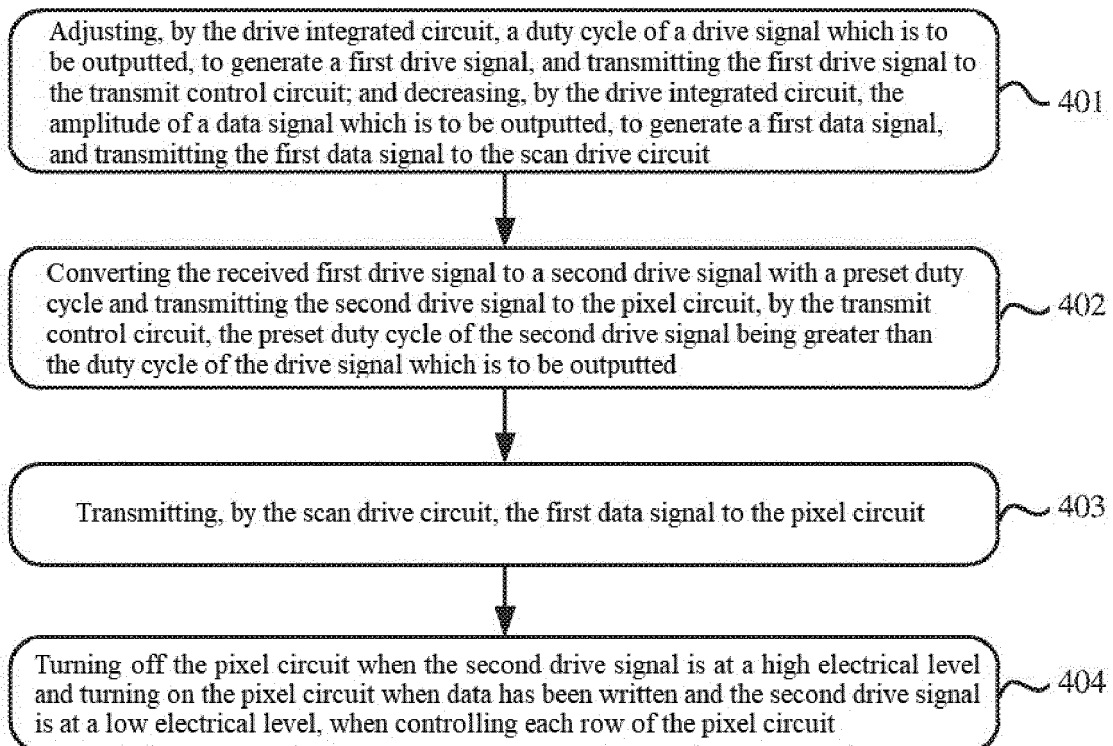 Adjusting, by the drive integrated circuit, a duty cycle of a drive signal which is to
be outputted, to generate a first drive signal, and transmitting the first drive signal to
the transmit control circuit; and decreasing, by the drive integrated circuit, the
amplitude of a data signal which is to be outputted, to generate a first data signal,
and transmitting the first data signal to the scan drive circuit
401
Converting the received first drive signal to a second drive signal with a preset duty
cycle and transmitting the second drive signal to the pixel circuit, by the transmit
control circuit, the preset duty cycle of the second drive signal being greater than
the duty cycle of the drive signal which is to be outputted
402
Transmitting, by the scan drive circuit, the first data signal to the pixel circuit
403
Turning off the pixel circuit when the second drive signal is at a high electrical level
and turning on the pixel circuit when data has been written and the second drive signal
is at a low electrical level, when controlling each row of the pixel circuit
404